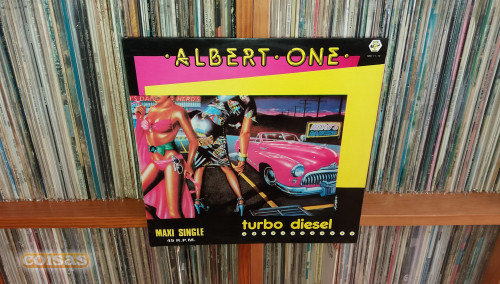 ·ALBERT·ONE·
MAXI SINGLE
45 R.P.M.
turbo diesel
coisas